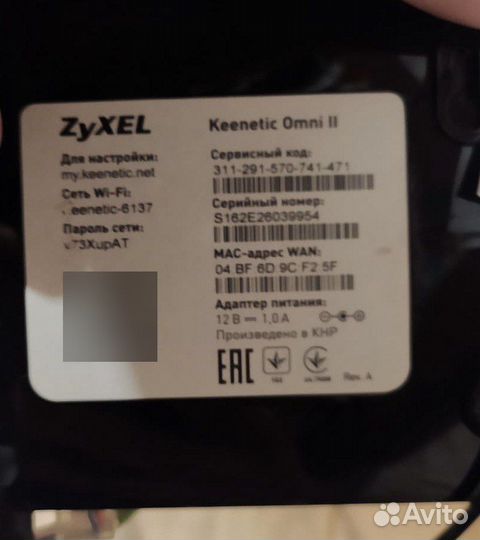 ZyXEL
Для настройки:
my.keenetic.net
Сеть Wi-Fi:
eenetic-6137
Пароль сети:
73XupAT
Keenetic Omni II
Сервисный код:
311-291-570-741-471
Серийный номер:
S162E26039954
MAC-адрес WAN:
04 BF 6D 9C F2 5F
Адаптер питания:
12 В 1,0 А
Произведено в КНР
EAC
Rev. A
Avito